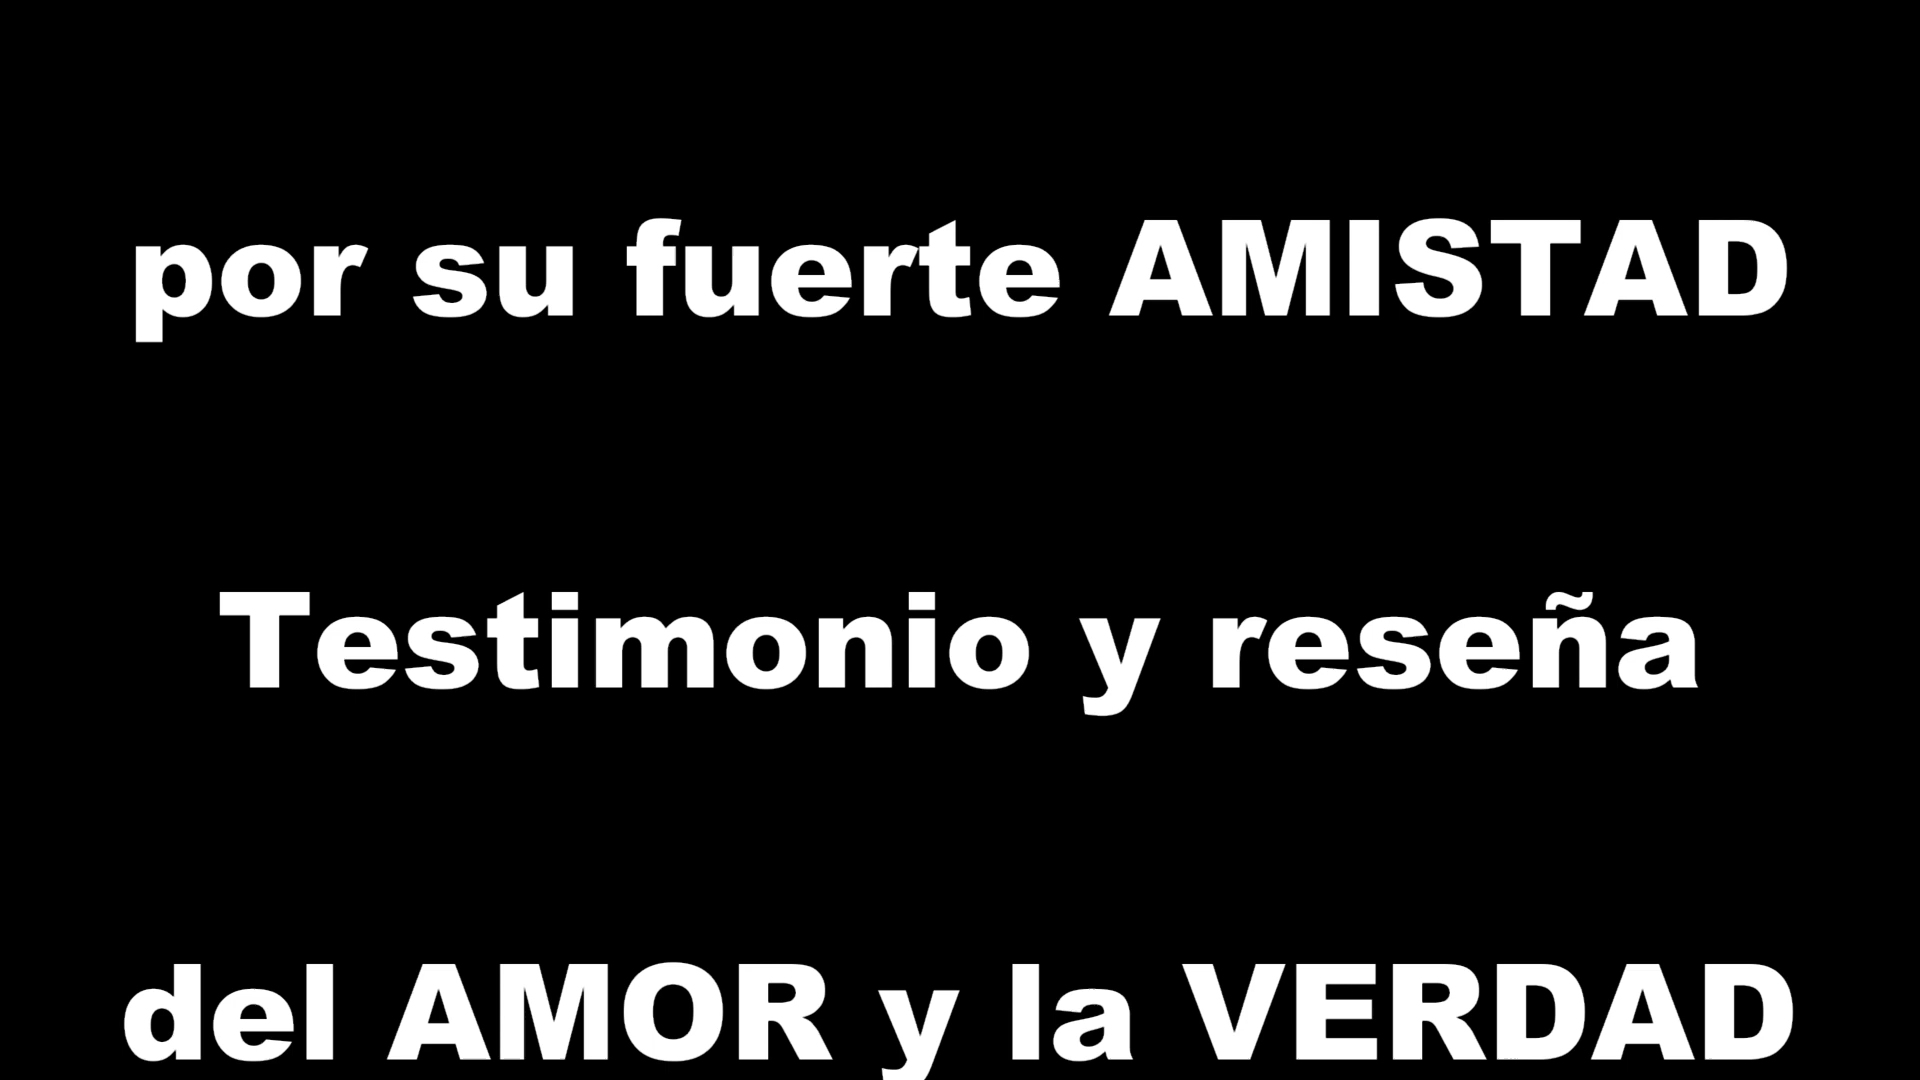 por su fuerte AMISTAD
Testimonio y reseña
del AMOR y la VERDAD